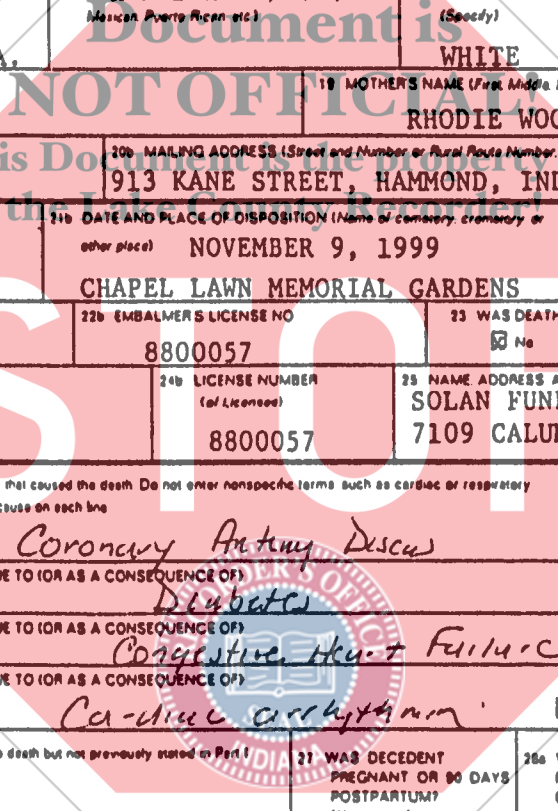 Document is
Mexican, Puerto Rican etc)
(Specify)
A.
WHITE
NOT OFFICIAL!
19 MOTHER'S NAME (First, Middle,
RHODIE WOO
is Document is the property
20b MAILING ADDRESS (Street and Number or Rural Route Number,
913 KANE STREET, HAMMOND, IND
the Lake County Recorder!
21b DATE AND PLACE OF DISPOSITION (Name of cemetery, crematory or
other place) NOVEMBER 9, 1999
CHAPEL LAWN MEMORIAL GARDENS
22b EMBALMERS LICENSE NO
23 WAS DEATH
No
8800057
STOP
24b LICENSE NUMBER
25 NAME, ADDRESS A
(of Licensee)
SOLAN FUN
8800057
7109 CALU
that caused the death Do not enter nonspecific terms such as cardiac or respiratory
cause on each line
Coronary Artery Diseas
E TO (OR AS A CONSEQUENCE OF)
Diabetes
E TO (OR AS A CONSEQUENCE OF)
Congestive Heart Failure
E TO (OR AS A CONSEQUENCE OF)
Cardiac arrhythmia
INDIANA
death but not previously stated in Part I
27 WAS DECEDENT
28a
PREGNANT OR 90 DAYS
POSTPARTUM?